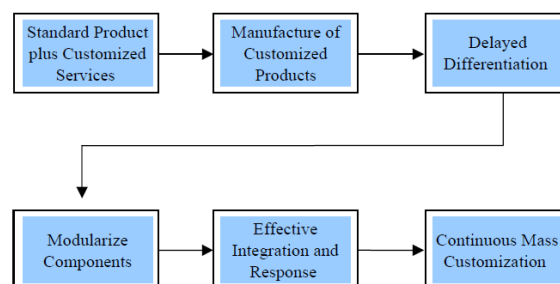 Standard Product
plus Customized
Services
Manufacture of
Customized
Products
Delayed
Differentiation
Modularize
Components
Effective
Integration and
Response
Continuous Mass
Customization